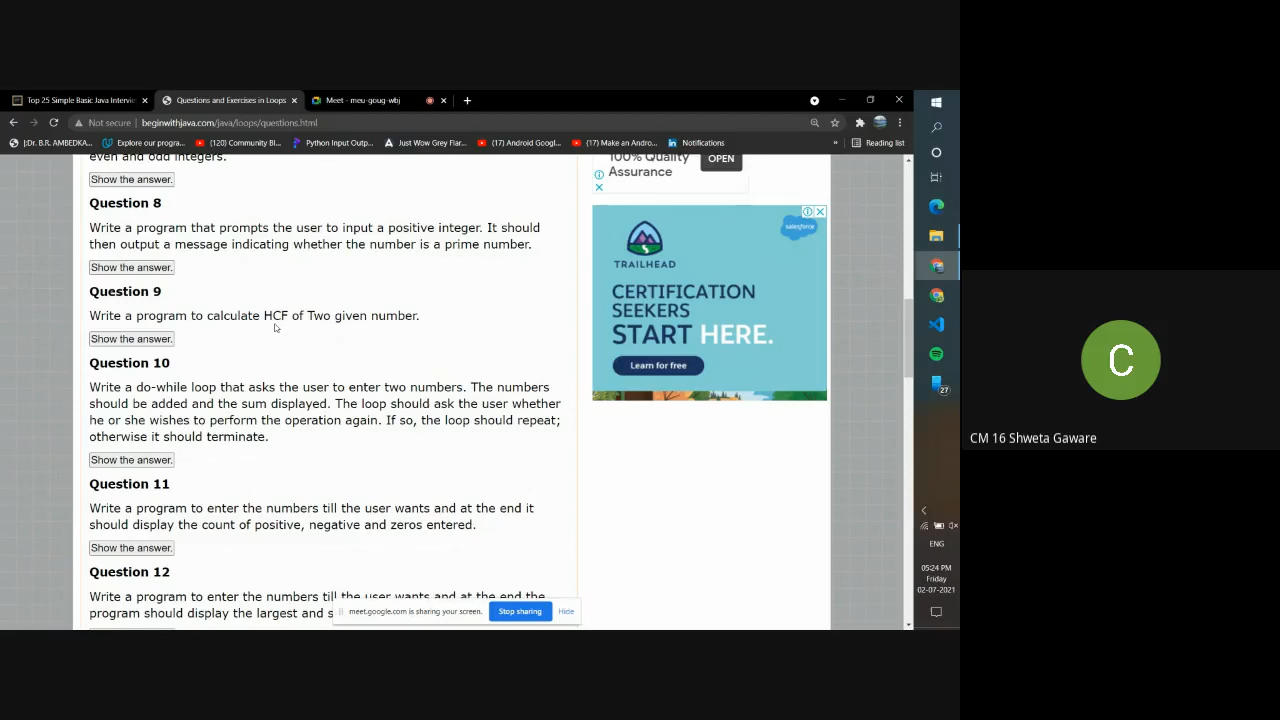 Top 25 Simple Basic Java Intervie
Questions and Exercises in Loops
Meet - meu-goug-wbj
Not secure
beginwithjava.com/java/loops/questions.html
|:Dr. B.R. AMBEDKA...
Explore our progra...
(120) Community Bl...
Python Input Outp...
Just Wow Grey Flar...
(17) Android Googl...
(17) Make an Andro...
Notifications
»
Reading list
even and odd integers.
Show the answer.
Question 8
Write a program that prompts the user to input a positive integer. It should
then output a message indicating whether the number is a prime number.
Show the answer.
Question 9
Write a program to calculate HCF of Two given number.
Show the answer.
Question 10
Write a do-while loop that asks the user to enter two numbers. The numbers
should be added and the sum displayed. The loop should ask the user whether
he or she wishes to perform the operation again. If so, the loop should repeat;
otherwise it should terminate.
Show the answer.
Question 11
Write a program to enter the numbers till the user wants and at the end it
should display the count of positive, negative and zeros entered.
Show the answer.
Question 12
Write a program to enter the numbers till the user wants and at the end the
program should display the largest and s
meet.google.com is sharing your screen.
Stop sharing
Hide
100% Quality
Assurance
OPEN
salesforce
TRAILHEAD
CERTIFICATION
SEEKERS
START HERE.
Learn for free
27
ENG
05:24 PM
Friday
02-07-2021
C
CM 16 Shweta Gaware